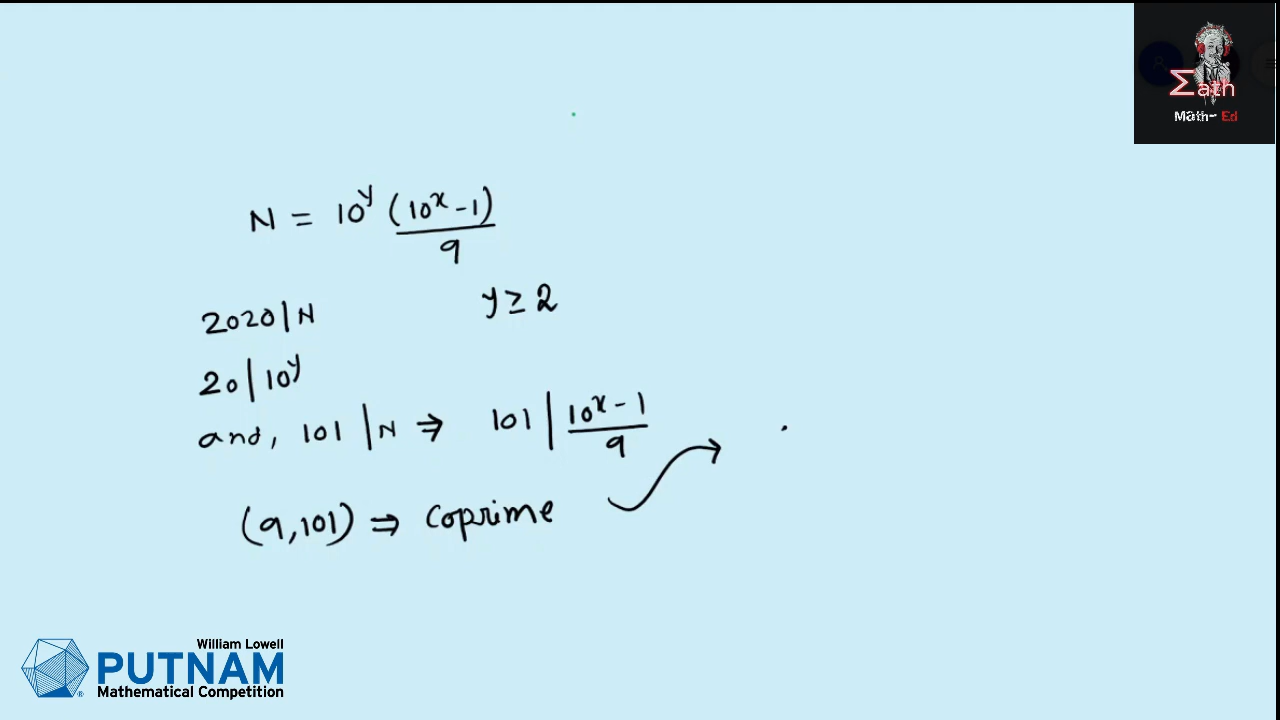 Σath
Math- Ed
N = 10^y (10^x - 1)
9
y ≥ 2
2020 | N
20 | 10^y
and, 101 | N ⇒ 101 | 10^x - 1
9
(9,101) ⇒ coprime
William Lowell
PUTNAM
Mathematical Competition